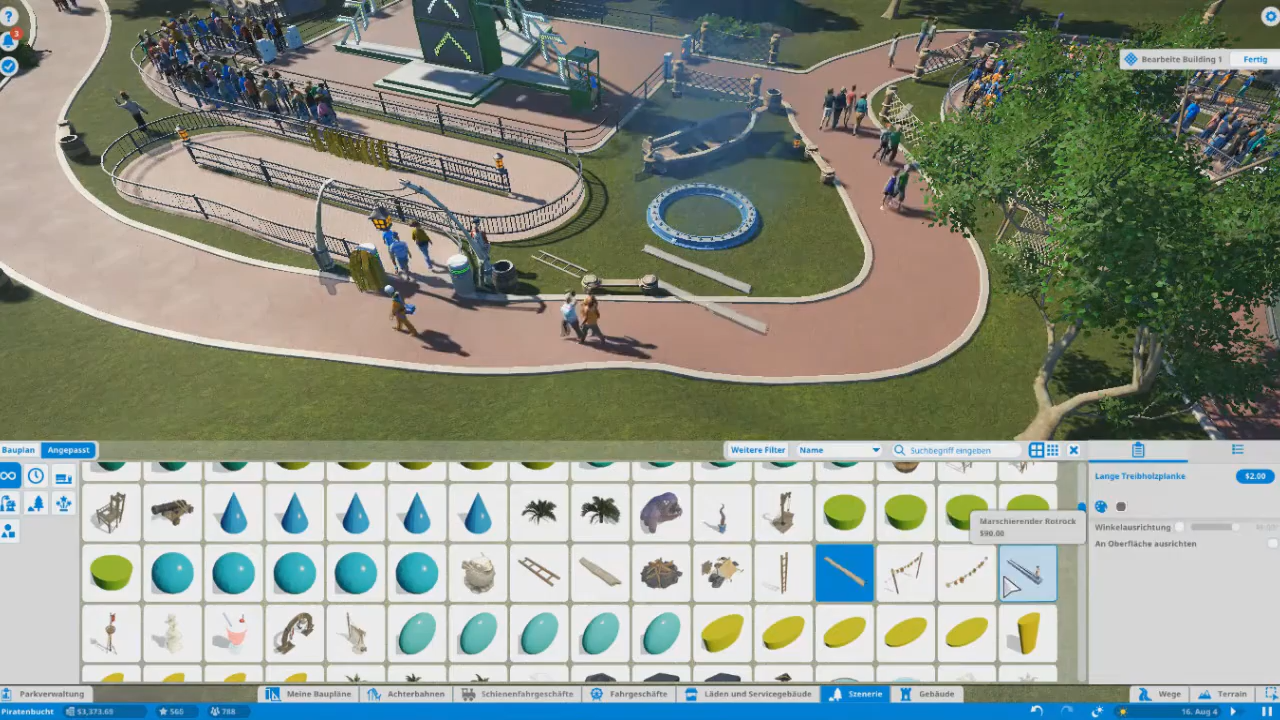 ?
3
Bearbeite Building 1
Fertig
Bauplan
Angepasst
Weitere Filter
Name
Suchbegriff eingeben
Lange Treibholzplanke
$2.00
Marschierender Rotrock
$90.00
Winkelausrichtung
An Oberfläche ausrichten
Parkverwaltung
Meine Baupläne
Achterbahnen
Schienenfahrgeschäfte
Fahrgeschäfte
Läden und Servicegebäude
Szenerie
Gebäude
Wege
Terrain
Piratenbucht
$3,373.69
560
788
16. Aug 4